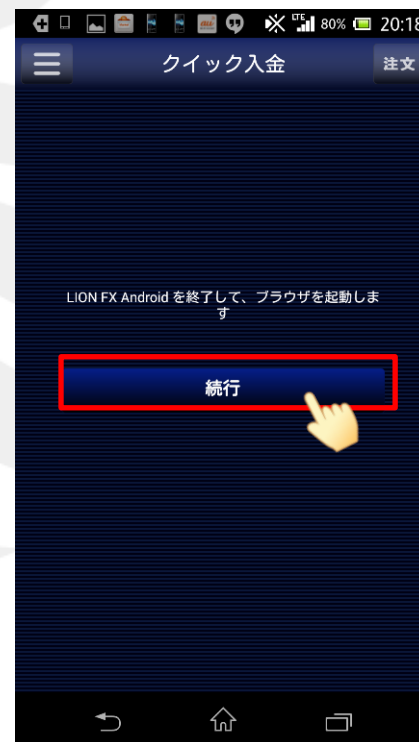 LTE 80% 20:18
クイック入金
注文
LION FX Android を終了して、ブラウザを起動しま
す
続行